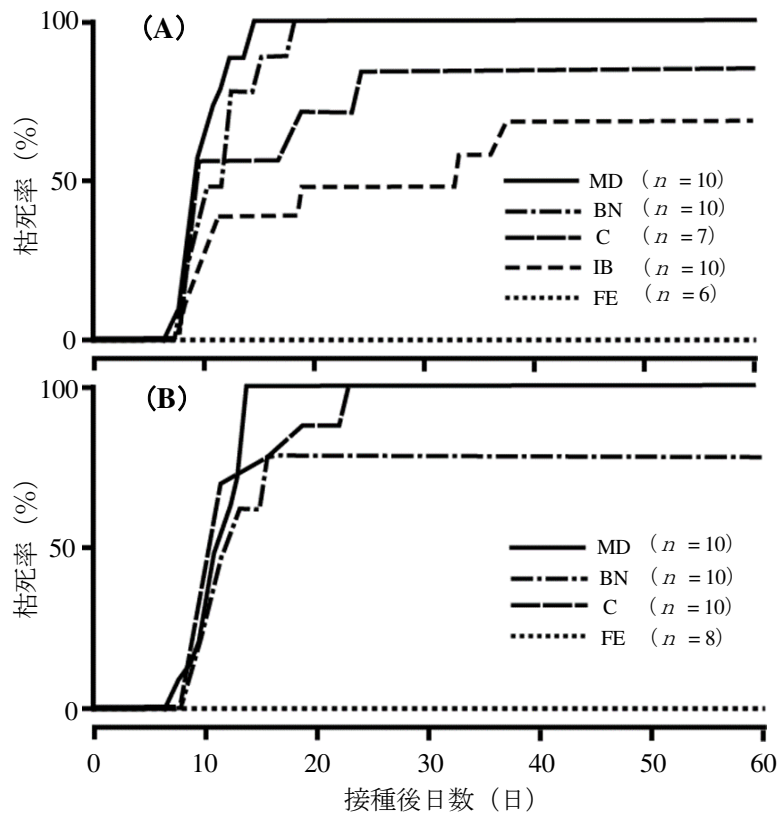 (A)
100
50
0
枯死率 (%)
MD (n = 10)
BN (n = 10)
C (n = 7)
IB (n = 10)
FE (n = 6)
(B)
100
50
0
枯死率 (%)
MD (n = 10)
BN (n = 10)
C (n = 10)
FE (n = 8)
0 10 20 30 40 50 60
接種後日数 (日)